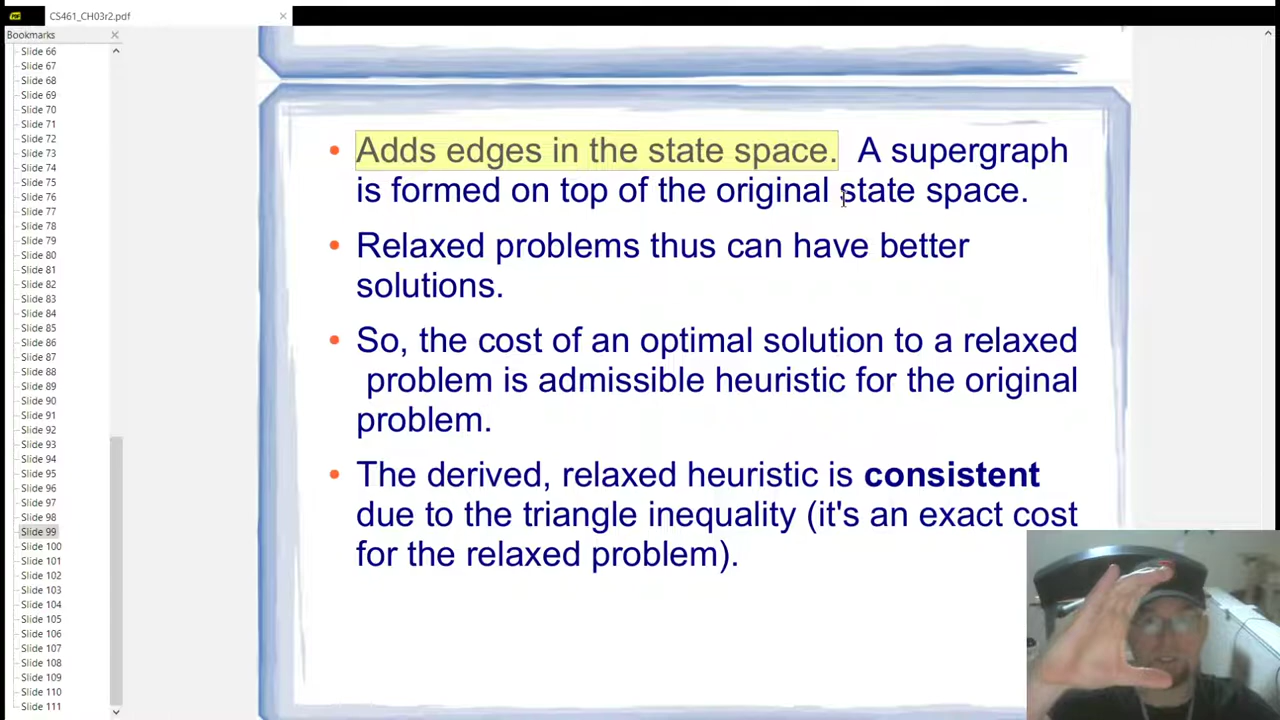 CS461_CH03r2.pdf
Bookmarks
Slide 66
Slide 67
Slide 68
Slide 69
Slide 70
Slide 71
Slide 72
Slide 73
Slide 74
Slide 75
Slide 76
Slide 77
Slide 78
Slide 79
Slide 80
Slide 81
Slide 82
Slide 83
Slide 84
Slide 85
Slide 86
Slide 87
Slide 88
Slide 89
Slide 90
Slide 91
Slide 92
Slide 93
Slide 94
Slide 95
Slide 96
Slide 97
Slide 98
Slide 99
Slide 100
Slide 101
Slide 102
Slide 103
Slide 104
Slide 105
Slide 106
Slide 107
Slide 108
Slide 109
Slide 110
Slide 111
• Adds edges in the state space. A supergraph
is formed on top of the original state space.
• Relaxed problems thus can have better
solutions.
• So, the cost of an optimal solution to a relaxed
problem is admissible heuristic for the original
problem.
• The derived, relaxed heuristic is consistent
due to the triangle inequality (it's an exact cost
for the relaxed problem).